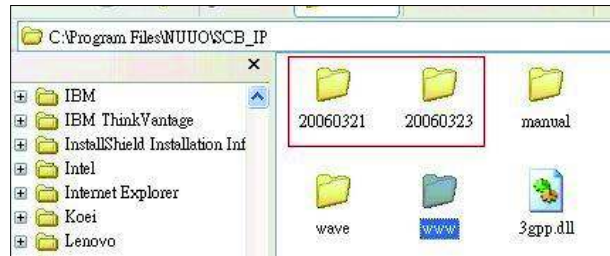 C:\Program Files\NUUO\SCB_IP
IBM
IBM ThinkVantage
InstallShield Installation Inf
Intel
Internet Explorer
Koei
Lenovo
20060321
20060323
manual
wave
www
3gpp.dll